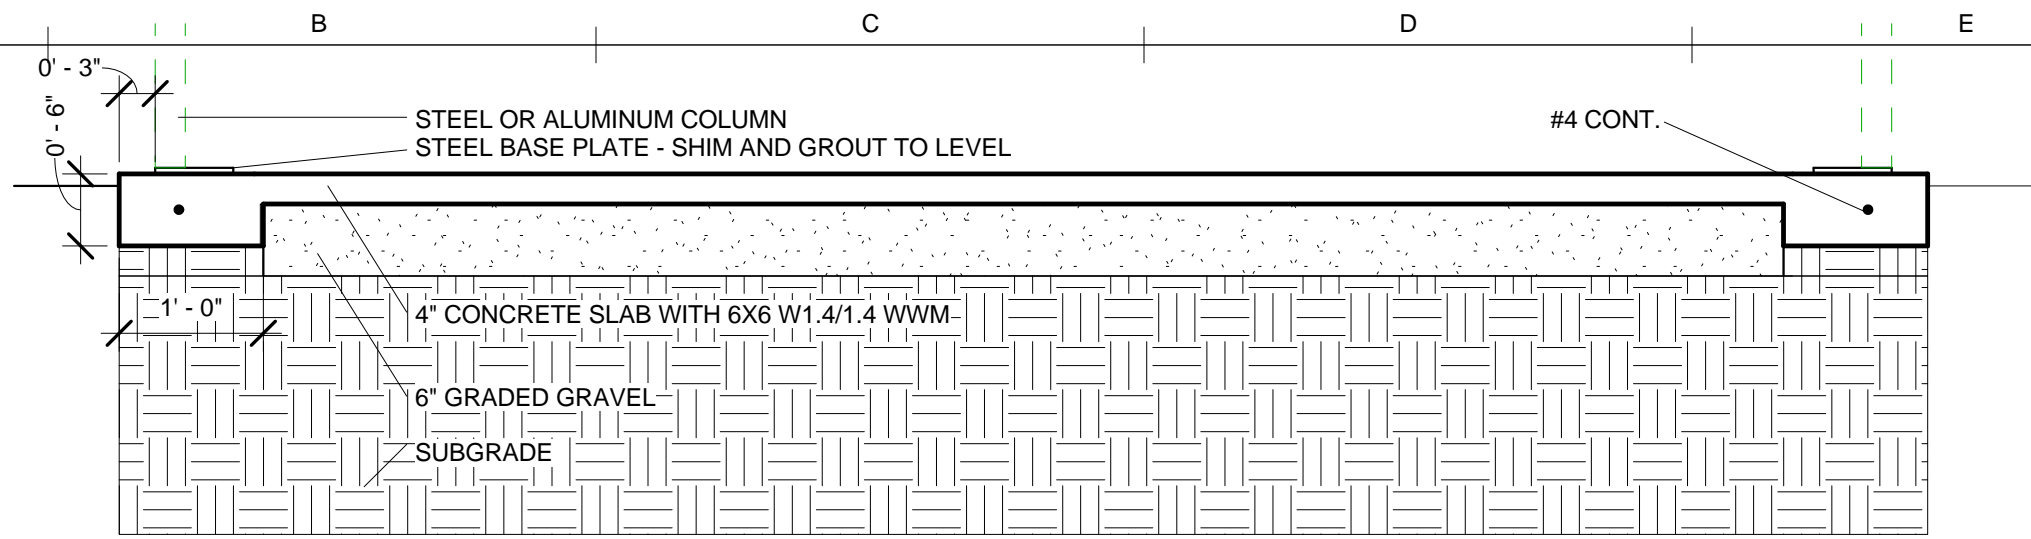 B C D E
0' - 3"
0' - 6"
STEEL OR ALUMINUM COLUMN
#4 CONT.
STEEL BASE PLATE - SHIM AND GROUT TO LEVEL
1' - 0"
4" CONCRETE SLAB WITH 6X6 W1.4/1.4 WWM
6" GRADED GRAVEL
SUBGRADE